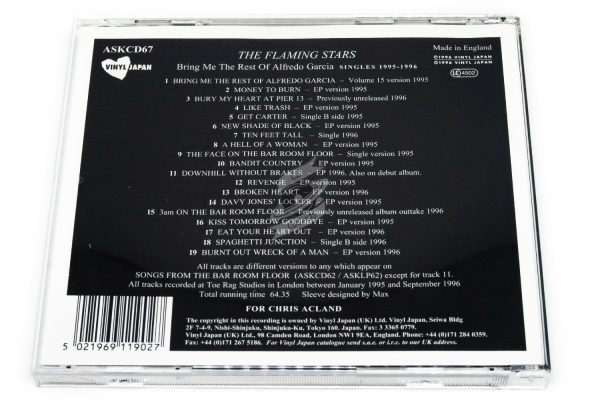 ASKCD67
VINYL JAPAN
THE FLAMING STARS
Bring Me The Rest Of Alfredo Garcia SINGLES 1995-1996
Made in England
℗1996 VINYL JAPAN
©1996 VINYL JAPAN
LC 4502
1 BRING ME THE REST OF ALFREDO GARCIA – Volume 15 version 1995
2 MONEY TO BURN – EP version 1995
3 BURY MY HEART AT PIER 13 – Previously unreleased 1996
4 LIKE TRASH – EP version 1995
5 GET CARTER – Single B side 1995
6 NEW SHADE OF BLACK – EP version 1995
7 TEN FEET TALL – Single 1996
8 A HELL OF A WOMAN – EP version 1995
9 THE FACE ON THE BAR ROOM FLOOR – Single version 1995
10 BANDIT COUNTRY – EP version 1995
11 DOWNHILL WITHOUT BRAKES – EP 1996. Also on debut album.
12 REVENGE – EP version 1995
13 BROKEN HEART – EP version 1996
14 DAVY JONES' LOCKER – EP version 1995
15 3am ON THE BAR ROOM FLOOR – Previously unreleased album outtake 1996
16 KISS TOMORROW GOODBYE – EP version 1995
17 EAT YOUR HEART OUT – EP version 1996
18 SPAGHETTI JUNCTION – Single B side 1996
19 BURNT OUT WRECK OF A MAN – EP version 1996
All tracks are different versions to any which appear on
SONGS FROM THE BAR ROOM FLOOR (ASKCD62 / ASKLP62) except for track 11.
All tracks recorded at Toe Rag Studios in London between January 1995 and September 1996
Total running time 64.35 Sleeve designed by Max
FOR CHRIS ACLAND
The copyright in this recording is owned by Vinyl Japan (UK) Ltd. Vinyl Japan, Seiwa Bldg
2F 7-4-9, Nishi-Shinjuku, Shinjuku-Ku, Tokyo 160. Japan. Fax: 3 3365 0779.
Vinyl Japan (UK) Ltd., 98 Camden Road, London NW1 9EA, England. Phone: +44 (0)171 284 0359.
Fax: +44 (0)171 267 5186. For Vinyl Japan catalogue send s.a.e. or i.r.c. to our UK address.
5 021969 119027